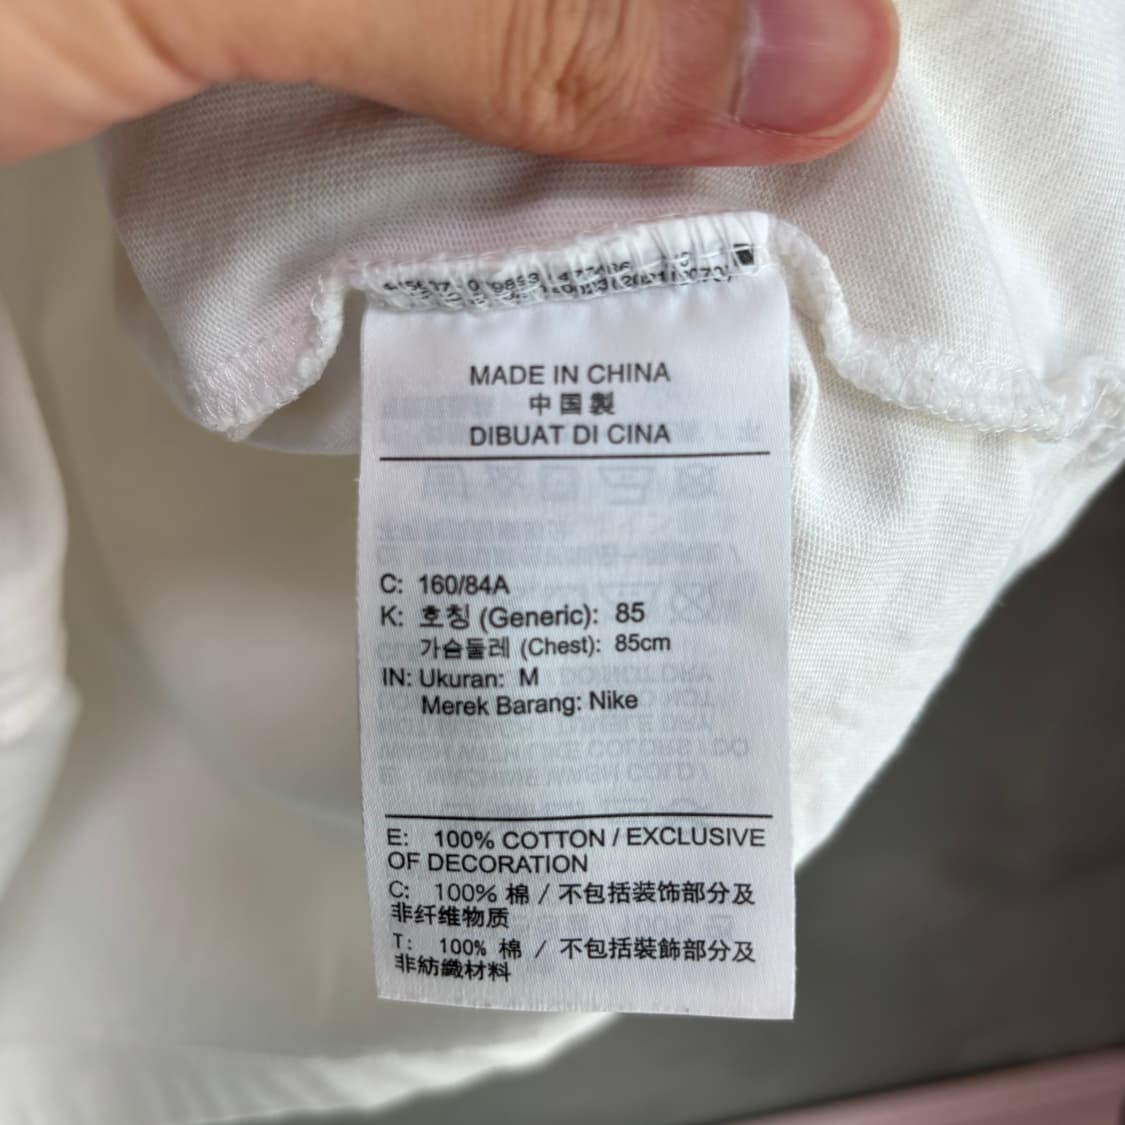 MADE IN CHINA
中国製
DIBUAT DI CINA
C: 160/84A
K: 호칭 (Generic): 85
가슴둘레 (Chest): 85cm
IN: Ukuran: M
Merek Barang: Nike
E: 100% COTTON / EXCLUSIVE
OF DECORATION
C: 100% 棉 / 不包括装饰部分及
非纤维物质
T: 100% 棉 / 不包括裝飾部分及
非紡織材料